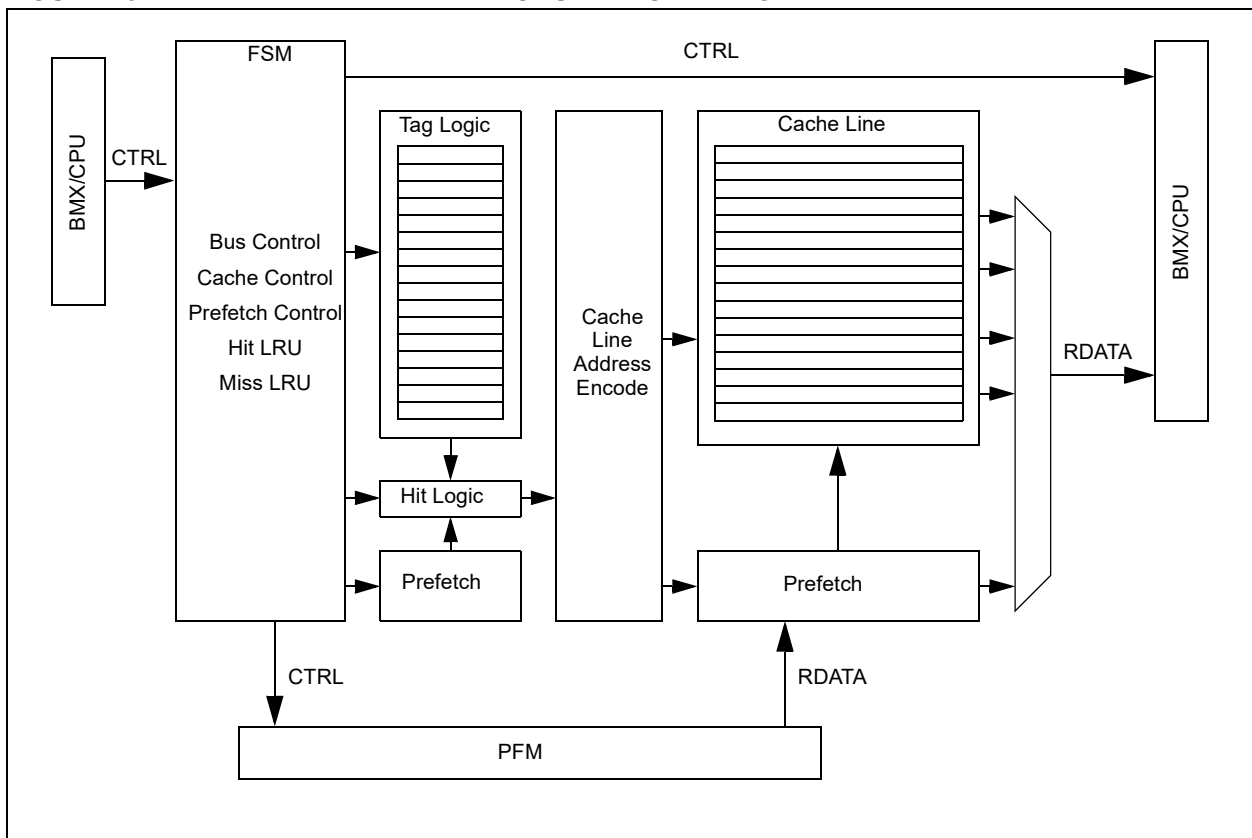 FSM
CTRL
BMX/CPU
CTRL
Tag Logic
Cache Line
BMX/CPU
Bus Control
Cache Control
Prefetch Control
Hit LRU
Miss LRU
Cache
Line
Address
Encode
RDATA
Hit Logic
Prefetch
Prefetch
CTRL
RDATA
PFM